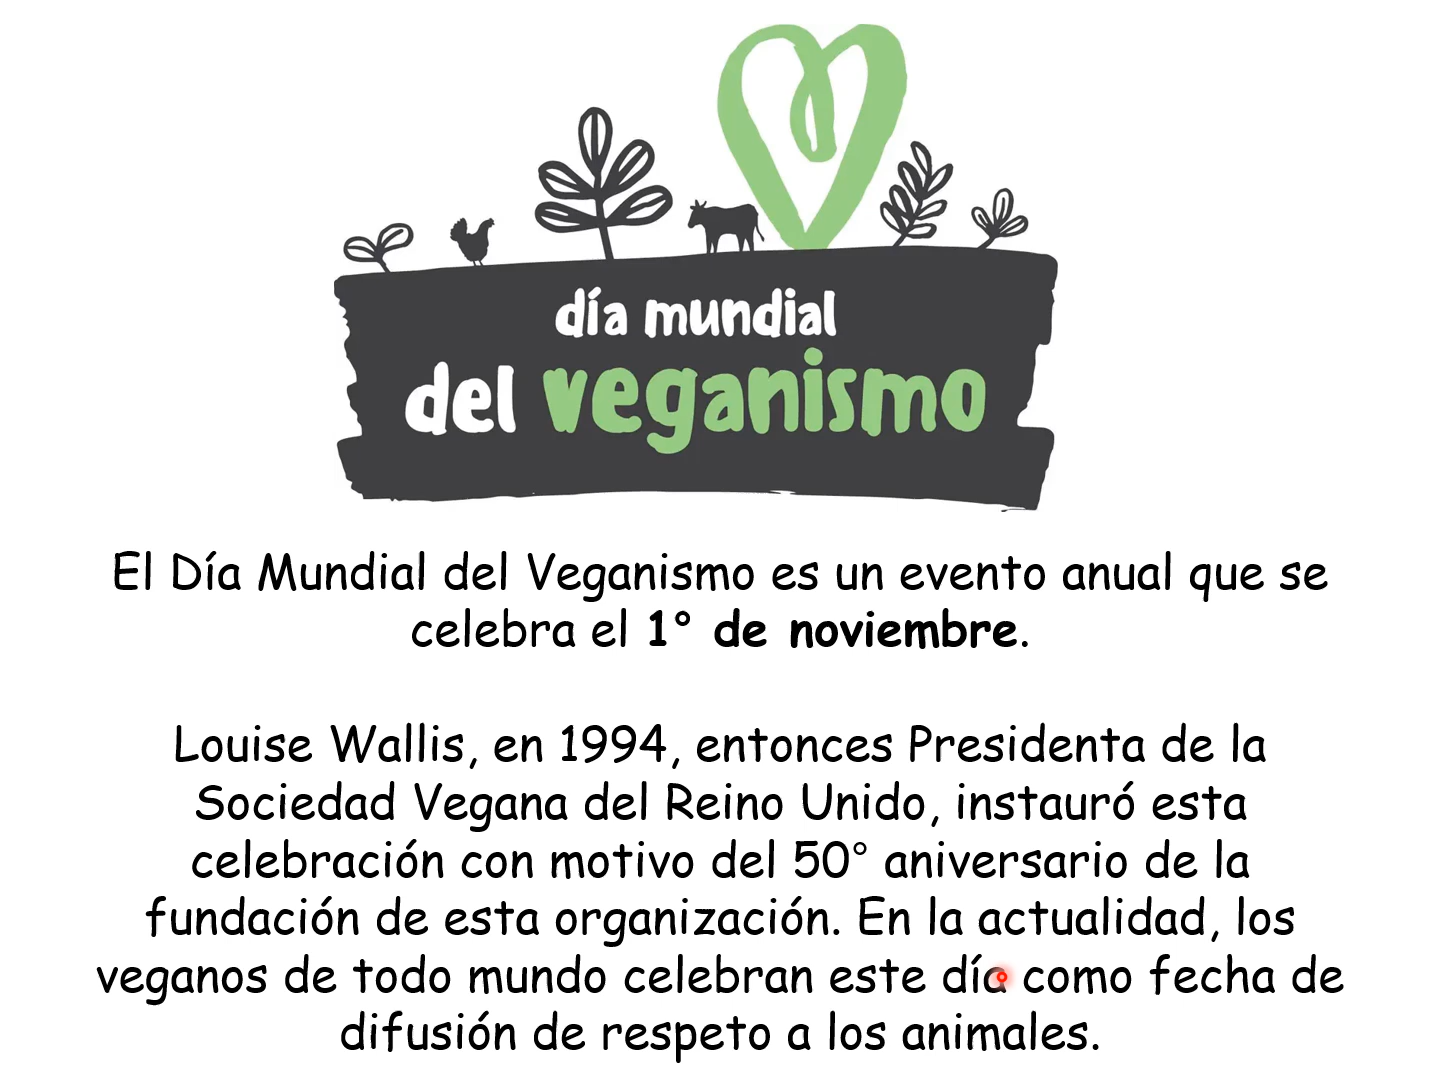 día mundial
del veganismo
El Día Mundial del Veganismo es un evento anual que se
celebra el 1° de noviembre.
Louise Wallis, en 1994, entonces Presidenta de la
Sociedad Vegana del Reino Unido, instauró esta
celebración con motivo del 50° aniversario de la
fundación de esta organización. En la actualidad, los
veganos de todo mundo celebran este día como fecha de
difusión de respeto a los animales.